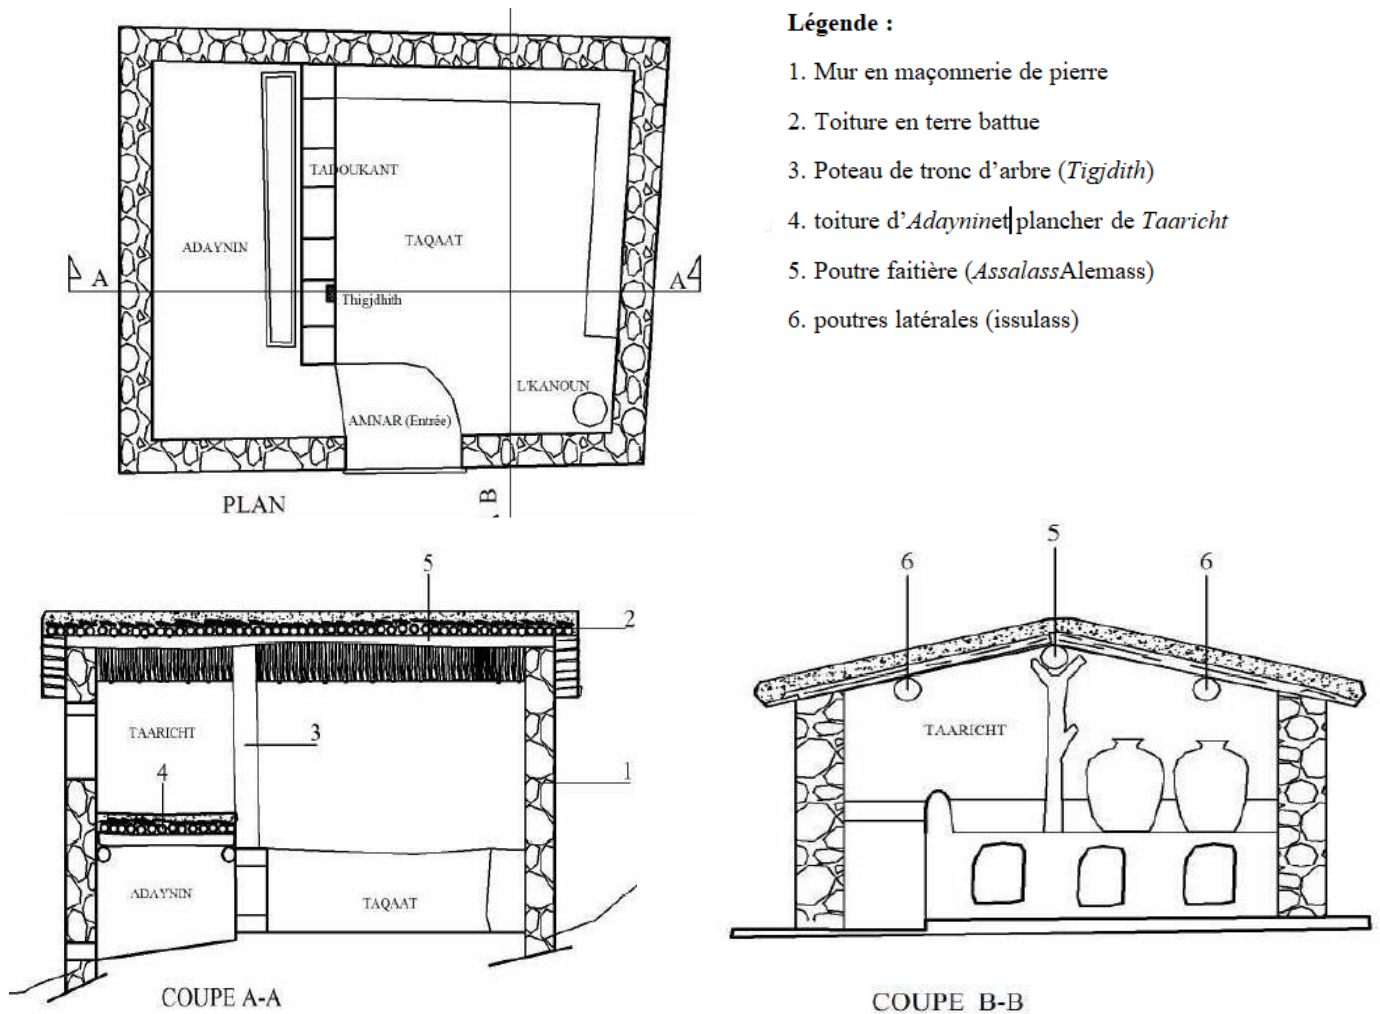 Légende :
1. Mur en maçonnerie de pierre
2. Toiture en terre battue
3. Poteau de tronc d'arbre (Tigjdith)
4. toiture d'Adayninet plancher de Taaricht
5. Poutre faitière (AssalassAlemass)
6. poutres latérales (issulass)
TADOUKANT
ADAYNIN
TAQAAT
A
A
Thigjdhith
L'KANOUN
AMNAR (Entrée)
PLAN
B
5
2
TAARICHT
3
4
1
ADAYNIN
TAQAAT
COUPE A-A
5
6
6
TAARICHT
COUPE B-B